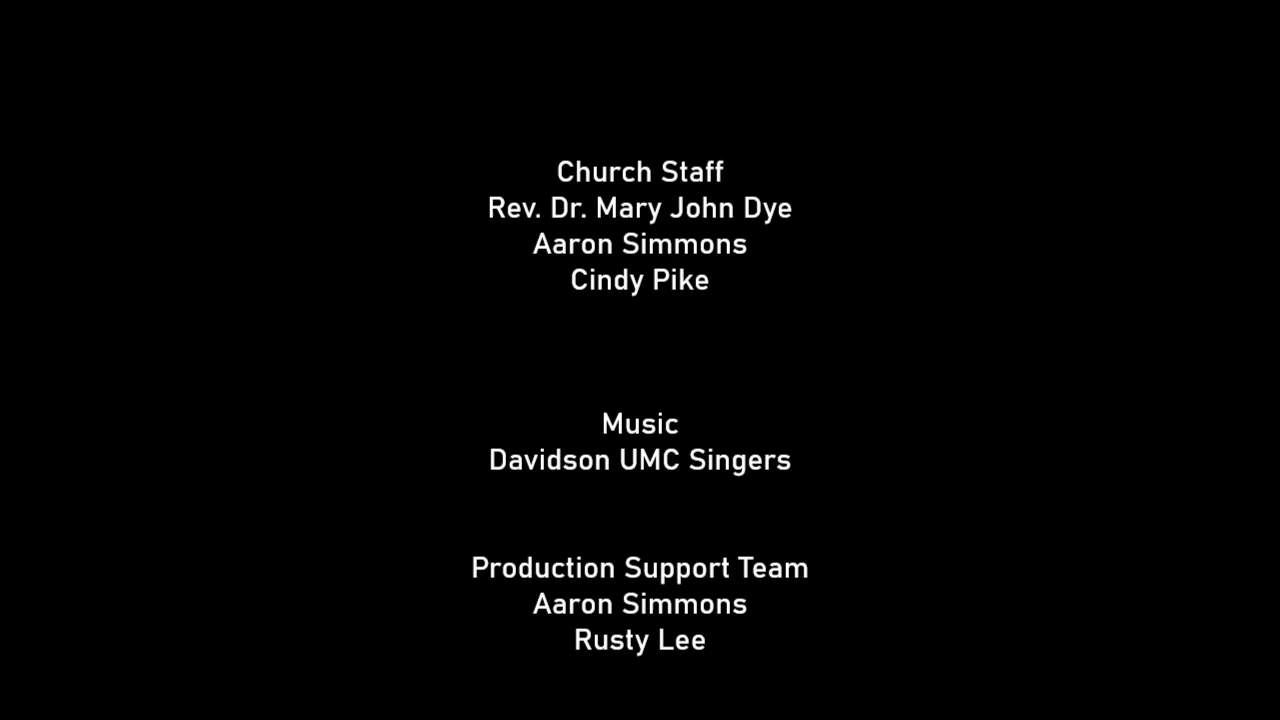 Church Staff
Rev. Dr. Mary John Dye
Aaron Simmons
Cindy Pike
Music
Davidson UMC Singers
Production Support Team
Aaron Simmons
Rusty Lee